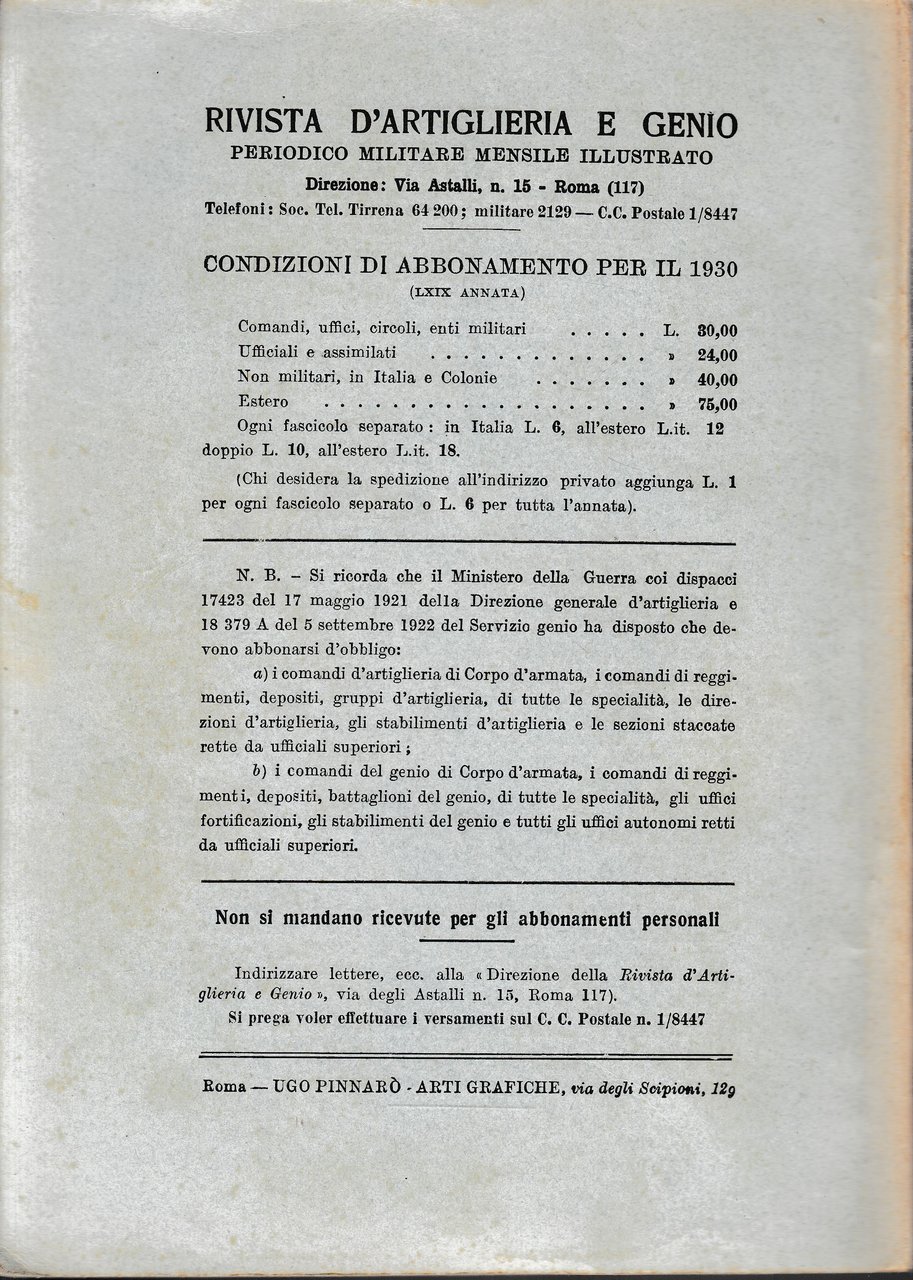 RIVISTA D'ARTIGLIERIA E GENIO
PERIODICO MILITARE MENSILE ILLUSTRATO
Direzione: Via Astalli, n. 15 - Roma (117)
Telefoni: Soc. Tel. Tirrena 64 200; militare 2129 — C.C. Postale 1/8447
CONDIZIONI DI ABBONAMENTO PER IL 1930
(LXIX ANNATA)
Comandi, uffici, circoli, enti militari . . . . . L. 30,00
Ufficiali e assimilati . . . . . . . . . . . . . » 24,00
Non militari, in Italia e Colonie . . . . . . . » 40,00
Estero . . . . . . . . . . . . . . . . . . . » 75,00
Ogni fascicolo separato : in Italia L. 6, all'estero L.it. 12
doppio L. 10, all'estero L.it. 18.
(Chi desidera la spedizione all'indirizzo privato aggiunga L. 1
per ogni fascicolo separato o L. 6 per tutta l'annata).
N. B. - Si ricorda che il Ministero della Guerra coi dispacci
17423 del 17 maggio 1921 della Direzione generale d'artiglieria e
18 379 A del 5 settembre 1922 del Servizio genio ha disposto che de-
vono abbonarsi d'obbligo:
a) i comandi d'artiglieria di Corpo d'armata, i comandi di reggi-
menti, depositi, gruppi d'artiglieria, di tutte le specialità, le dire-
zioni d'artiglieria, gli stabilimenti d'artiglieria e le sezioni staccate
rette da ufficiali superiori ;
b) i comandi del genio di Corpo d'armata, i comandi di reggi-
menti, depositi, battaglioni del genio, di tutte le specialità, gli uffici
fortificazioni, gli stabilimenti del genio e tutti gli uffici autonomi retti
da ufficiali superiori.
Non si mandano ricevute per gli abbonamenti personali
Indirizzare lettere, ecc. alla « Direzione della Rivista d'Arti-
glieria e Genio », via degli Astalli n. 15, Roma 117).
Si prega voler effettuare i versamenti sul C. C. Postale n. 1/8447
Roma — UGO PINNARÒ - ARTI GRAFICHE, via degli Scipioni, 129